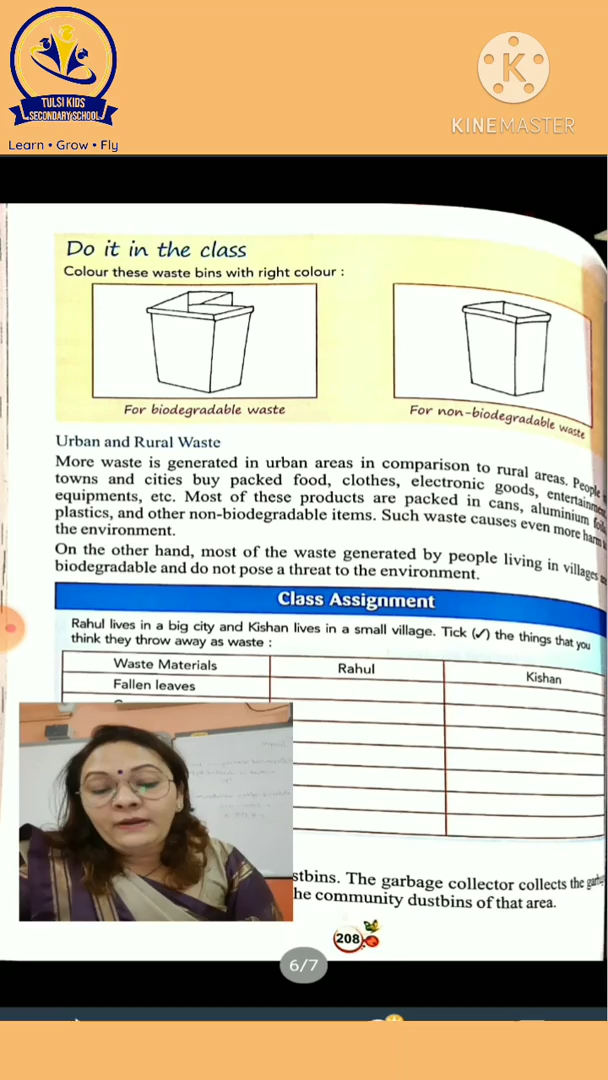 TULSI KIDS
SECONDARY SCHOOL
Learn • Grow • Fly
K
KINEMASTER
Do it in the class
Colour these waste bins with right colour :
For biodegradable waste
For non-biodegradable waste
Urban and Rural Waste
More waste is generated in urban areas in comparison to rural areas. People
towns and cities buy packed food, clothes, electronic goods, entertainment
equipments, etc. Most of these products are packed in cans, aluminium
plastics, and other non-biodegradable items. Such waste causes even more harm
the environment.
On the other hand, most of the waste generated by people living in villages
biodegradable and do not pose a threat to the environment.
Class Assignment
Rahul lives in a big city and Kishan lives in a small village. Tick (✓) the things that you
think they throw away as waste :
Waste Materials Rahul Kishan
Fallen leaves
stbins. The garbage collector collects the
he community dustbins of that area.
208
6/7